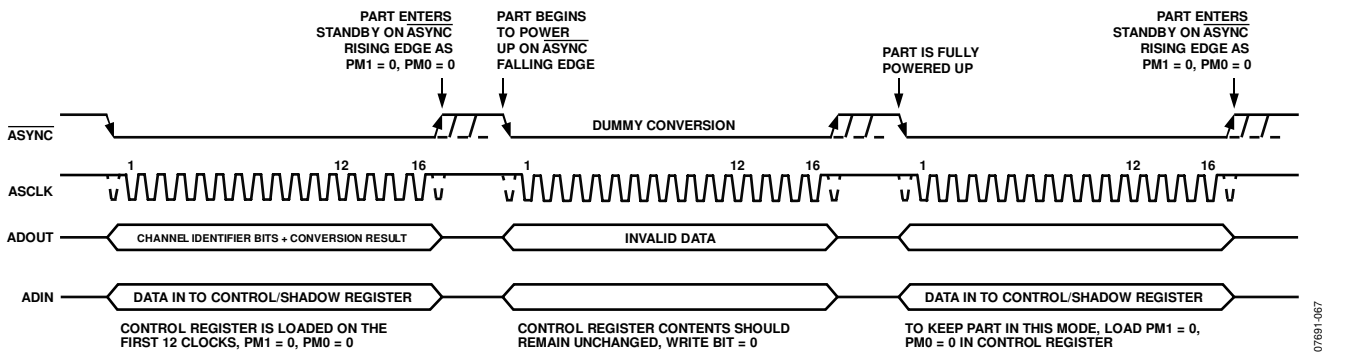 PART ENTERS
STANDBY ON ASYNC
RISING EDGE AS
PM1 = 0, PM0 = 0
PART BEGINS
TO POWER
UP ON ASYNC
FALLING EDGE
PART IS FULLY
POWERED UP
PART ENTERS
STANDBY ON ASYNC
RISING EDGE AS
PM1 = 0, PM0 = 0
ASYNC
DUMMY CONVERSION
ASCLK
1 12 16 1 12 16 1 12 16
ADOUT
CHANNEL IDENTIFIER BITS + CONVERSION RESULT
INVALID DATA
ADIN
DATA IN TO CONTROL/SHADOW REGISTER
DATA IN TO CONTROL/SHADOW REGISTER
CONTROL REGISTER IS LOADED ON THE
FIRST 12 CLOCKS, PM1 = 0, PM0 = 0
CONTROL REGISTER CONTENTS SHOULD
REMAIN UNCHANGED, WRITE BIT = 0
TO KEEP PART IN THIS MODE, LOAD PM1 = 0,
PM0 = 0 IN CONTROL REGISTER
07691-067